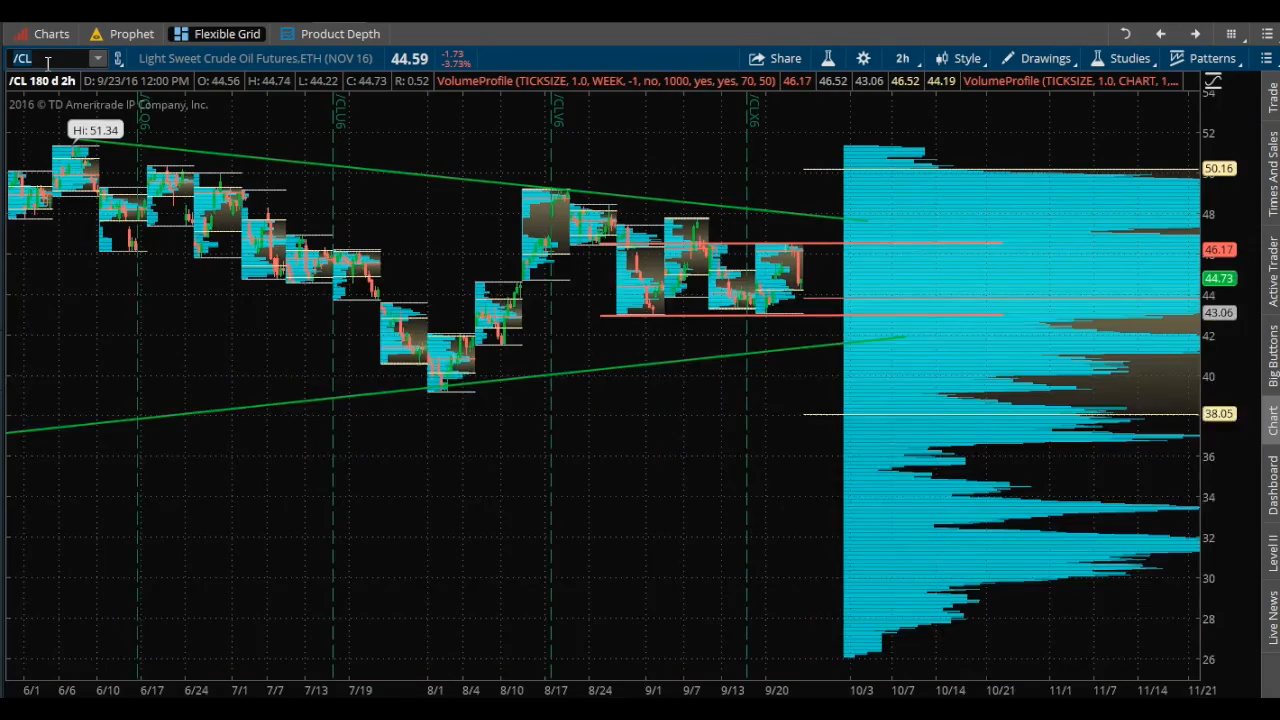 Charts Prophet Flexible Grid Product Depth
/CL Light Sweet Crude Oil Futures,ETH (NOV 16) 44.59 -1.73 -3.73% Share 2h Style Drawings Studies Patterns
/CL 180 d 2h D: 9/23/16 12:00 PM O: 44.56 H: 44.74 L: 44.22 C: 44.73 R: 0.52 VolumeProfile (TICKSIZE, 1.0, WEEK, -1, no, 1000, yes, yes, 70, 50) 46.17 46.52 43.06 46.52 44.19 VolumeProfile (TICKSIZE, 1.0, CHART, 1,...
2016 © TD Ameritrade IP Company, Inc.
Hi: 51.34
/CLQ6
/CLU6
/CLV6
/CLX6
54
52
50.16
48
46.17
44.73
44
43.06
42
40
38.05
36
34
32
30
28
26
6/1 6/6 6/10 6/17 6/24 7/1 7/7 7/13 7/19 8/1 8/4 8/10 8/17 8/24 9/1 9/7 9/13 9/20 10/3 10/7 10/14 10/21 11/1 11/7 11/14 11/21
Trade
Times And Sales
Active Trader
Big Buttons
Chart
Dashboard
Level II
Live News